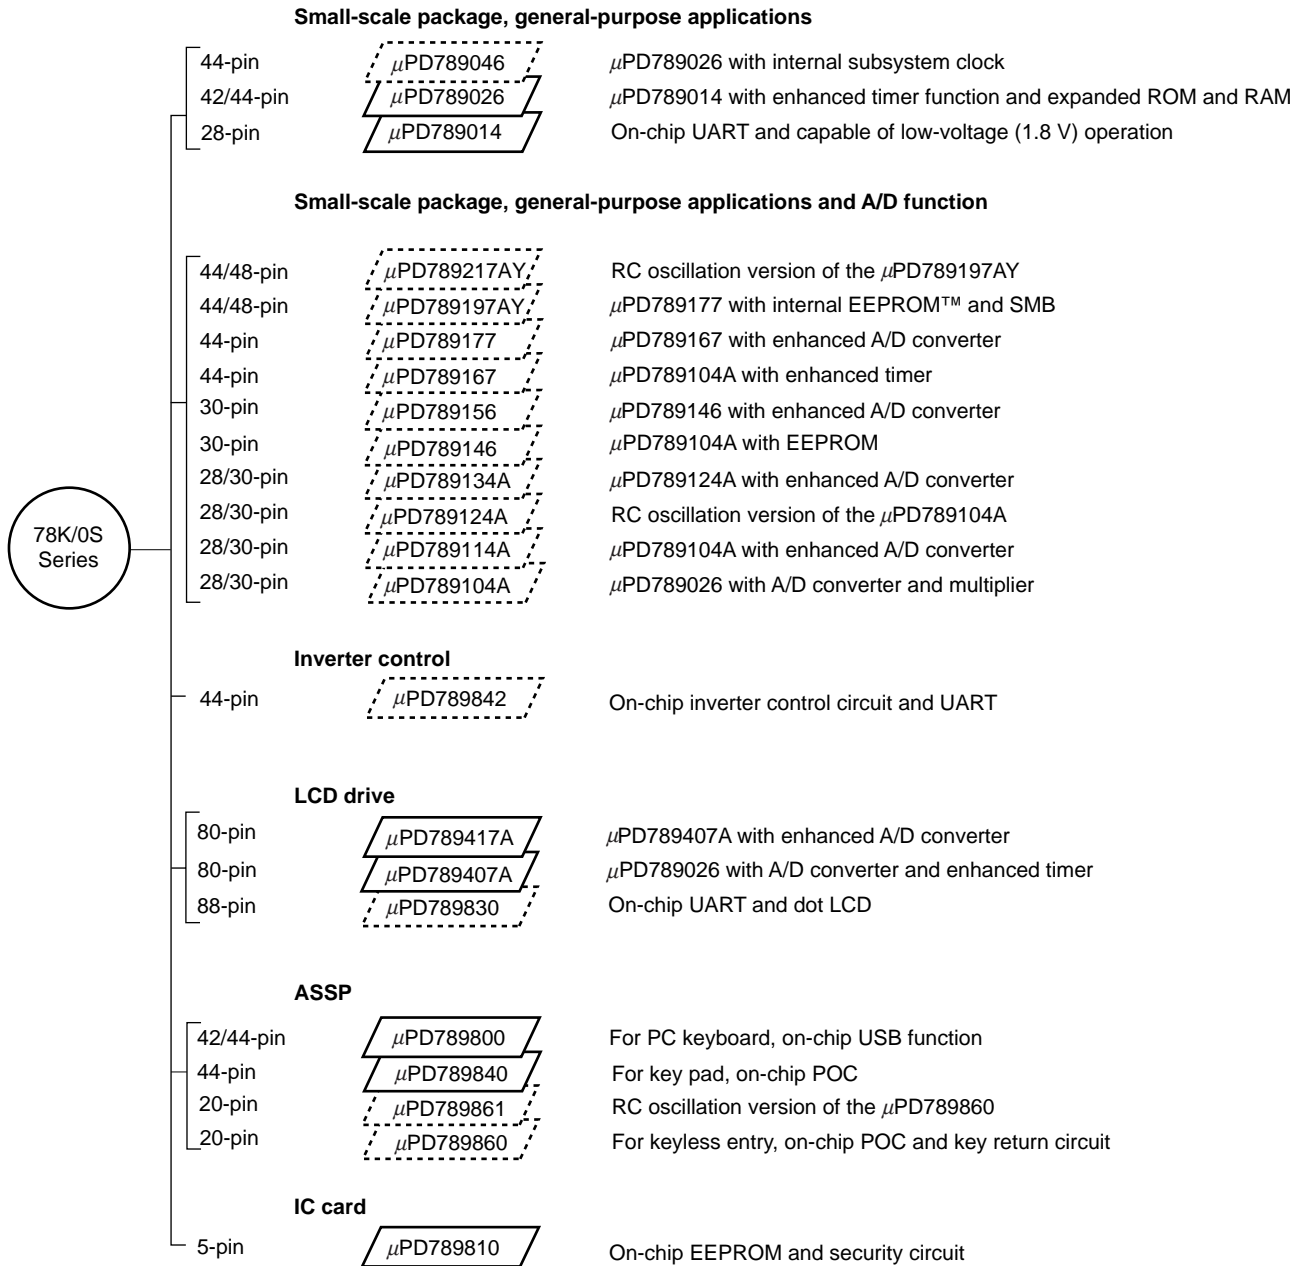 Small-scale package, general-purpose applications
44-pin μPD789046 μPD789026 with internal subsystem clock
42/44-pin μPD789026 μPD789014 with enhanced timer function and expanded ROM and RAM
28-pin μPD789014 On-chip UART and capable of low-voltage (1.8 V) operation
Small-scale package, general-purpose applications and A/D function
44/48-pin μPD789217AY RC oscillation version of the μPD789197AY
44/48-pin μPD789197AY μPD789177 with internal EEPROM™ and SMB
44-pin μPD789177 μPD789167 with enhanced A/D converter
44-pin μPD789167 μPD789104A with enhanced timer
30-pin μPD789156 μPD789146 with enhanced A/D converter
30-pin μPD789146 μPD789104A with EEPROM
28/30-pin μPD789134A μPD789124A with enhanced A/D converter
28/30-pin μPD789124A RC oscillation version of the μPD789104A
28/30-pin μPD789114A μPD789104A with enhanced A/D converter
28/30-pin μPD789104A μPD789026 with A/D converter and multiplier
78K/0S
Series
Inverter control
44-pin μPD789842 On-chip inverter control circuit and UART
LCD drive
80-pin μPD789417A μPD789407A with enhanced A/D converter
80-pin μPD789407A μPD789026 with A/D converter and enhanced timer
88-pin μPD789830 On-chip UART and dot LCD
ASSP
42/44-pin μPD789800 For PC keyboard, on-chip USB function
44-pin μPD789840 For key pad, on-chip POC
20-pin μPD789861 RC oscillation version of the μPD789860
20-pin μPD789860 For keyless entry, on-chip POC and key return circuit
IC card
5-pin μPD789810 On-chip EEPROM and security circuit